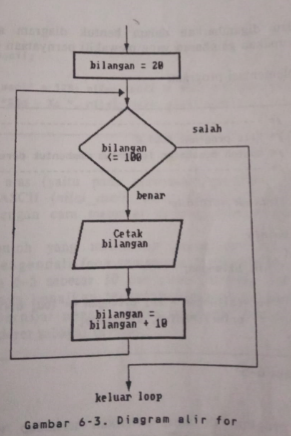 bilangan = 20
bilangan
<= 100
salah
benar
Cetak
bilangan
bilangan =
bilangan + 10
keluar loop
Gambar 6-3. Diagram alir for